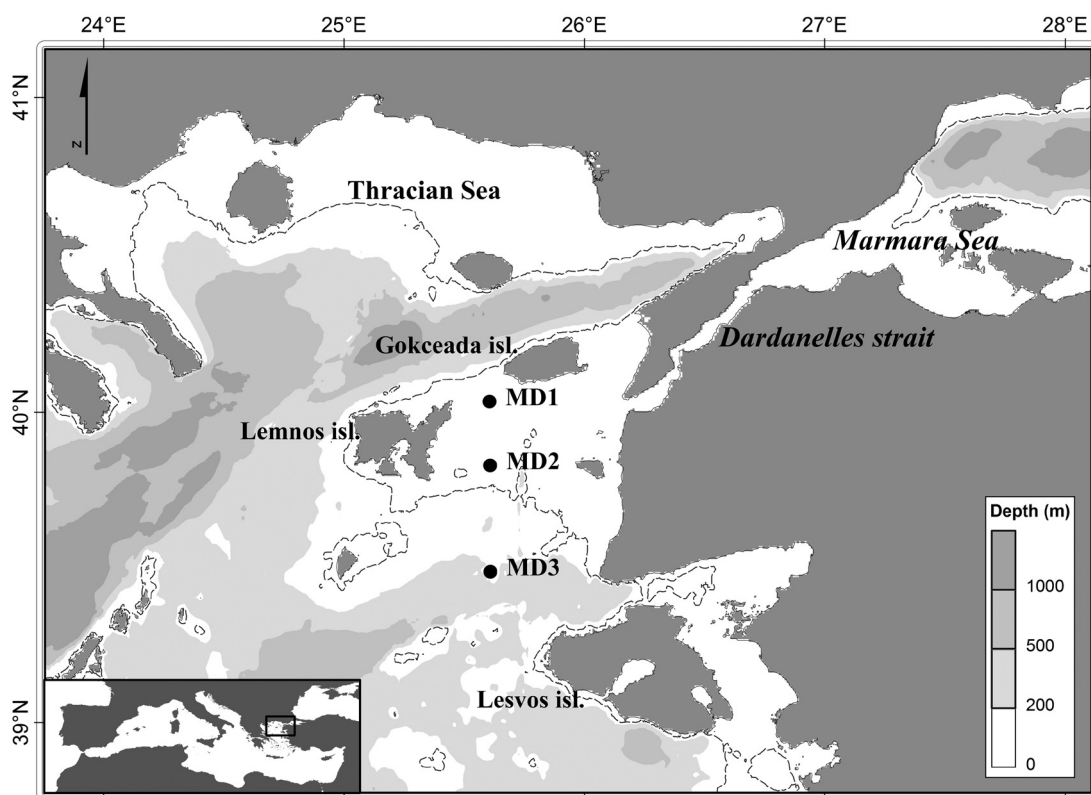 24°E 25°E 26°E 27°E 28°E
41°N
z
Thracian Sea
Marmara Sea
Dardanelles strait
Gokceada isl.
MD1
40°N
Lemnos isl.
MD2
Depth (m)
MD3
1000
500
Lesvos isl.
200
39°N
0